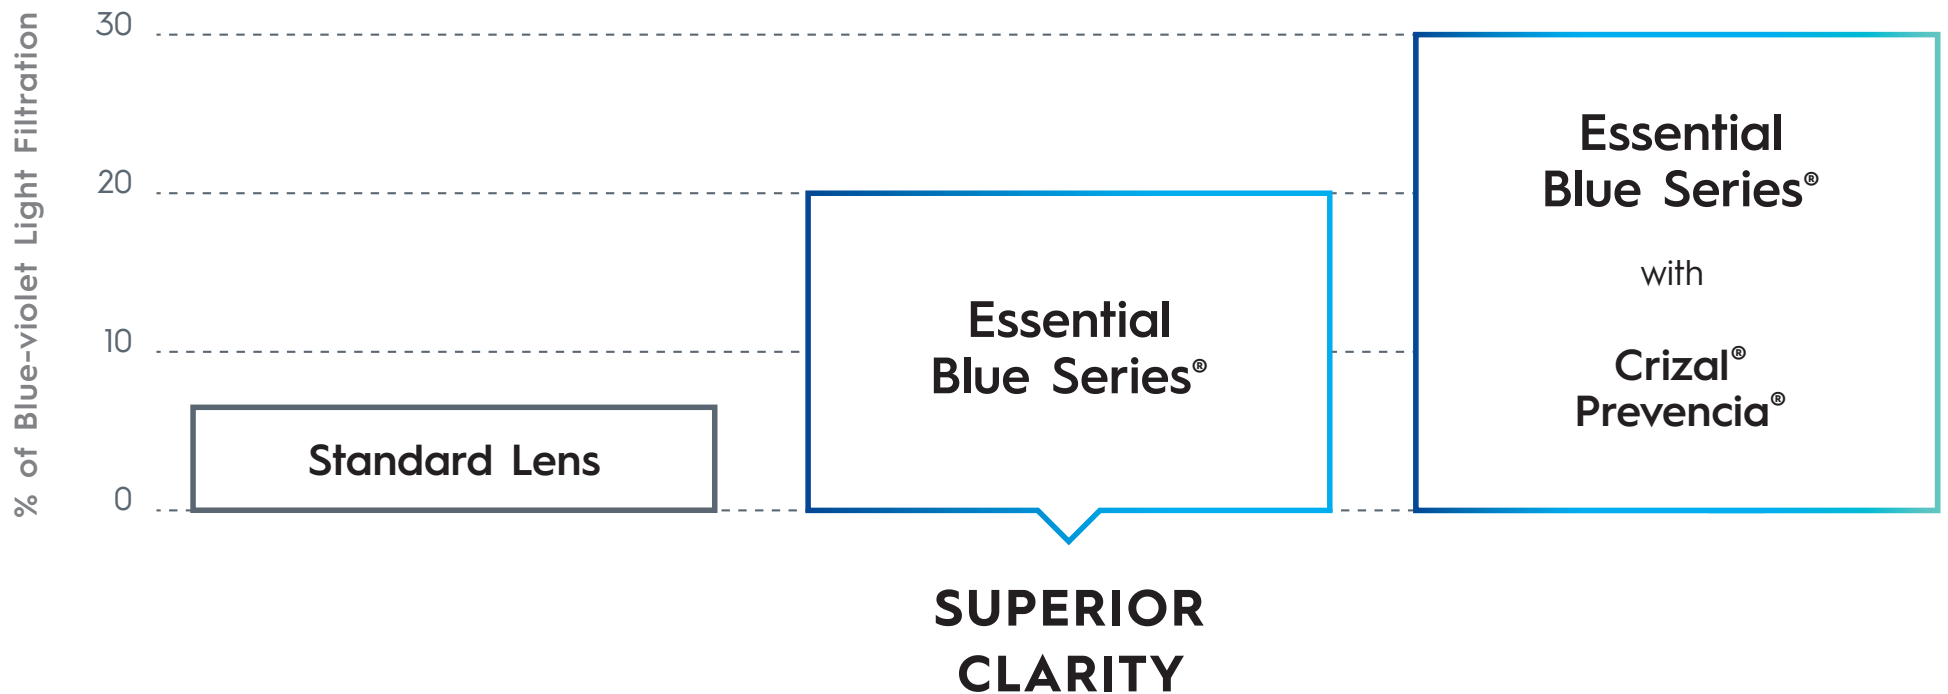 % of Blue-violet Light Filtration
30
20
10
0
Standard Lens
Essential
Blue Series®
SUPERIOR
CLARITY
Essential
Blue Series®
with
Crizal®
Prevencia®